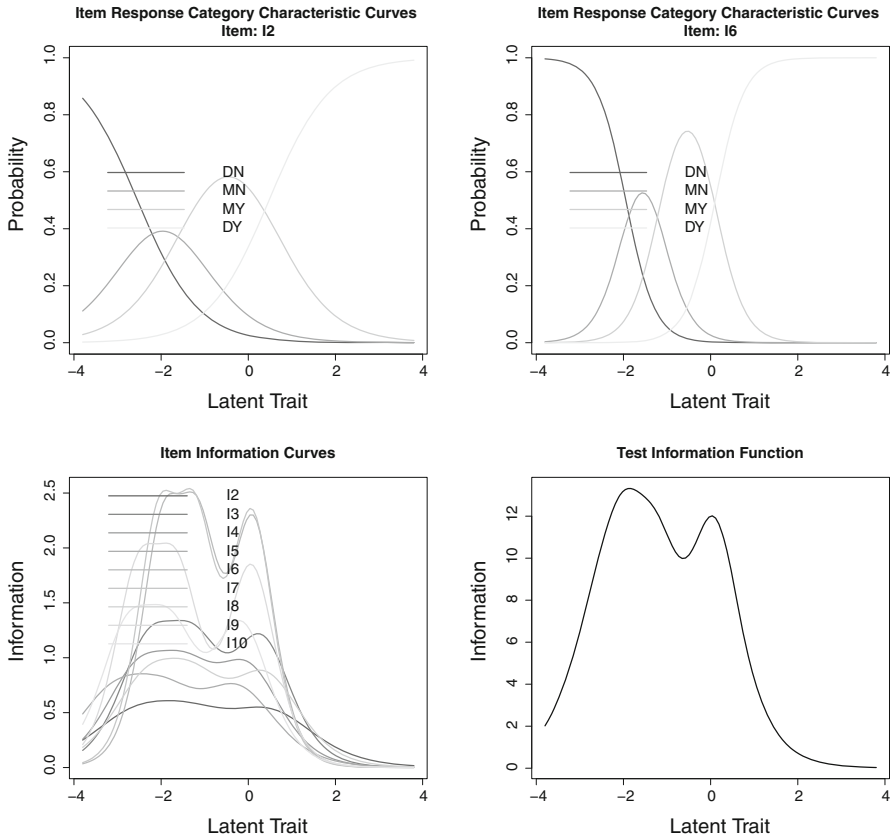 Item Response Category Characteristic Curves
Item: I2
Probability
0.0 0.2 0.4 0.6 0.8 1.0
DN
MN
MY
DY
−4 −2 0 2 4
Latent Trait
Item Response Category Characteristic Curves
Item: I6
Probability
0.0 0.2 0.4 0.6 0.8 1.0
DN
MN
MY
DY
−4 −2 0 2 4
Latent Trait
Item Information Curves
Information
0.0 0.5 1.0 1.5 2.0 2.5
I2
I3
I4
I5
I6
I7
I8
I9
I10
−4 −2 0 2 4
Latent Trait
Test Information Function
Information
0 2 4 6 8 10 12
−4 −2 0 2 4
Latent Trait